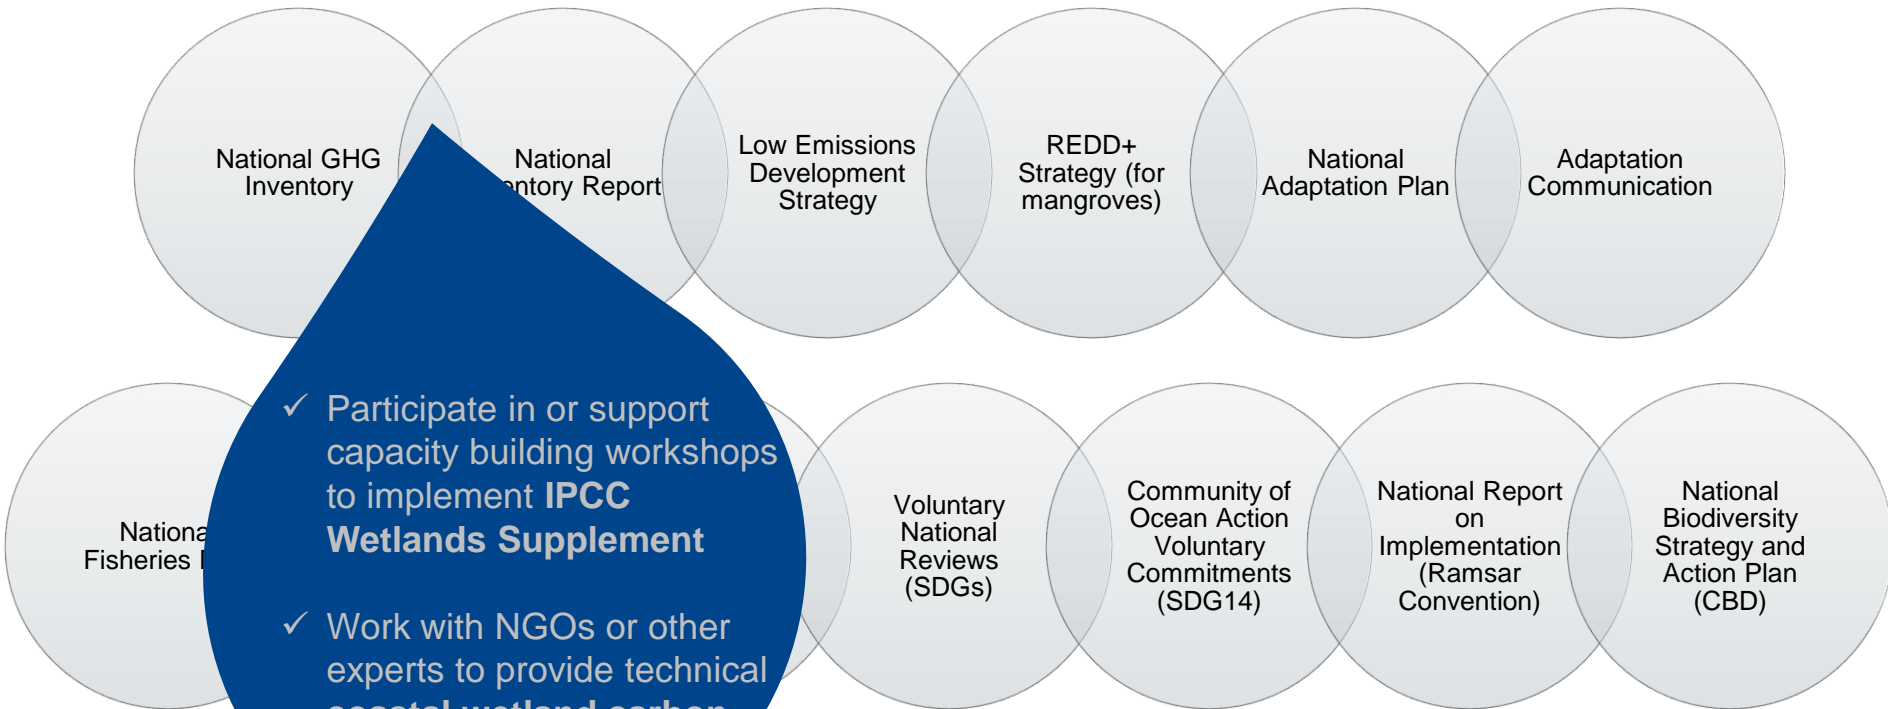 National GHG
Inventory
National
Report
Low Emissions
Development
Strategy
REDD+
Strategy (for
mangroves)
National
Adaptation Plan
Adaptation
Communication
Fisheries
✓ Participate in or support
capacity building workshops
to implement IPCC
Wetlands Supplement
✓ Work with NGOs or other
experts to provide technical
coastal wetland carbon
Voluntary
National
Reviews
(SDGs)
Community of
Ocean Action
Voluntary
Commitments
(SDG14)
National Report
on
Implementation
(Ramsar
Convention)
National
Biodiversity
Strategy and
Action Plan
(CBD)